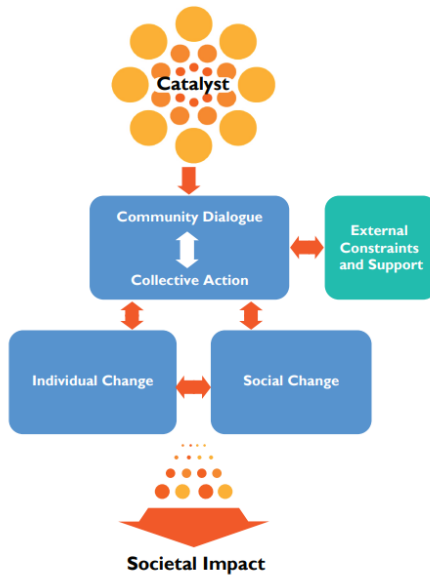 Catalyst
Community Dialogue
Collective Action
External
Constraints
and Support
Individual Change
Social Change
Societal Impact